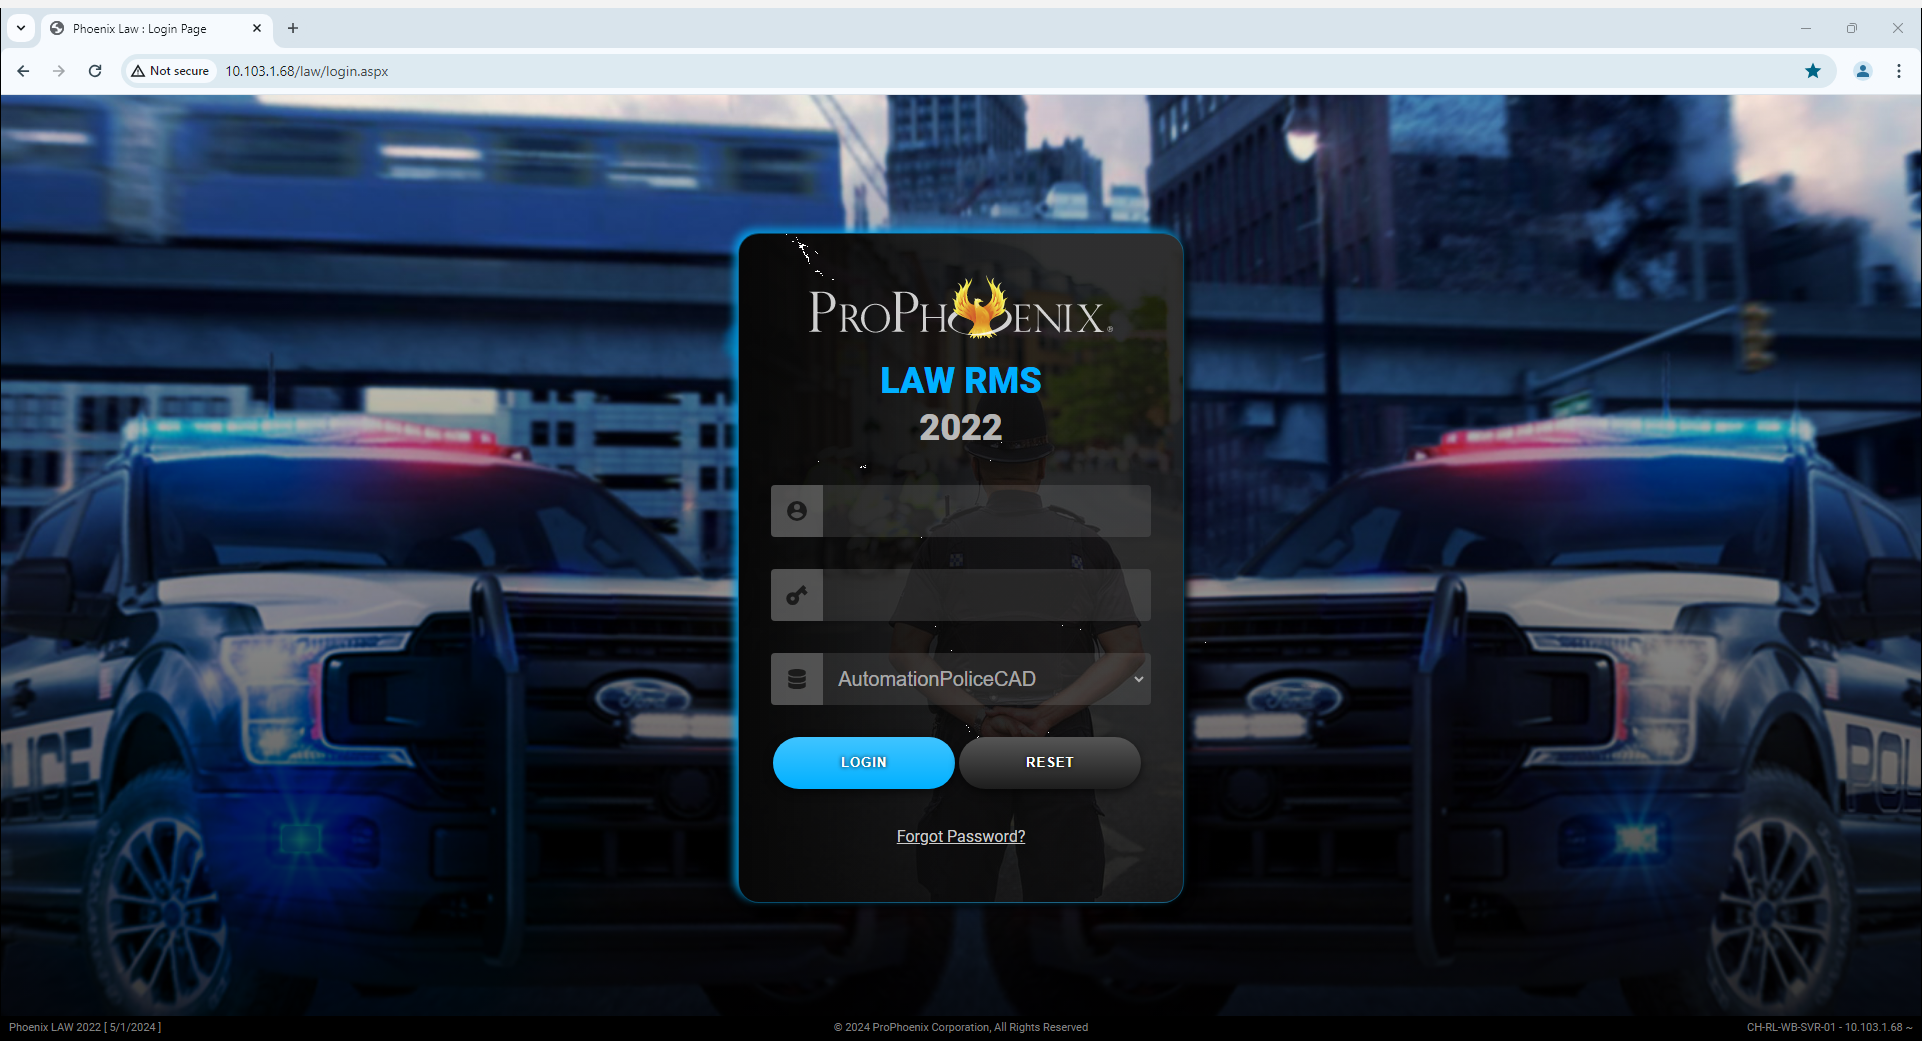 Phoenix Law : Login Page
Not secure
10.103.1.68/law/login.aspx
PROPHOENIX®
LAW RMS
2022
AutomationPoliceCAD
LOGIN
RESET
Forgot Password?
LICE
POL
Phoenix LAW 2022 [ 5/1/2024 ]
© 2024 ProPhoenix Corporation, All Rights Reserved
CH-RL-WB-SVR-01 - 10.103.1.68 ~